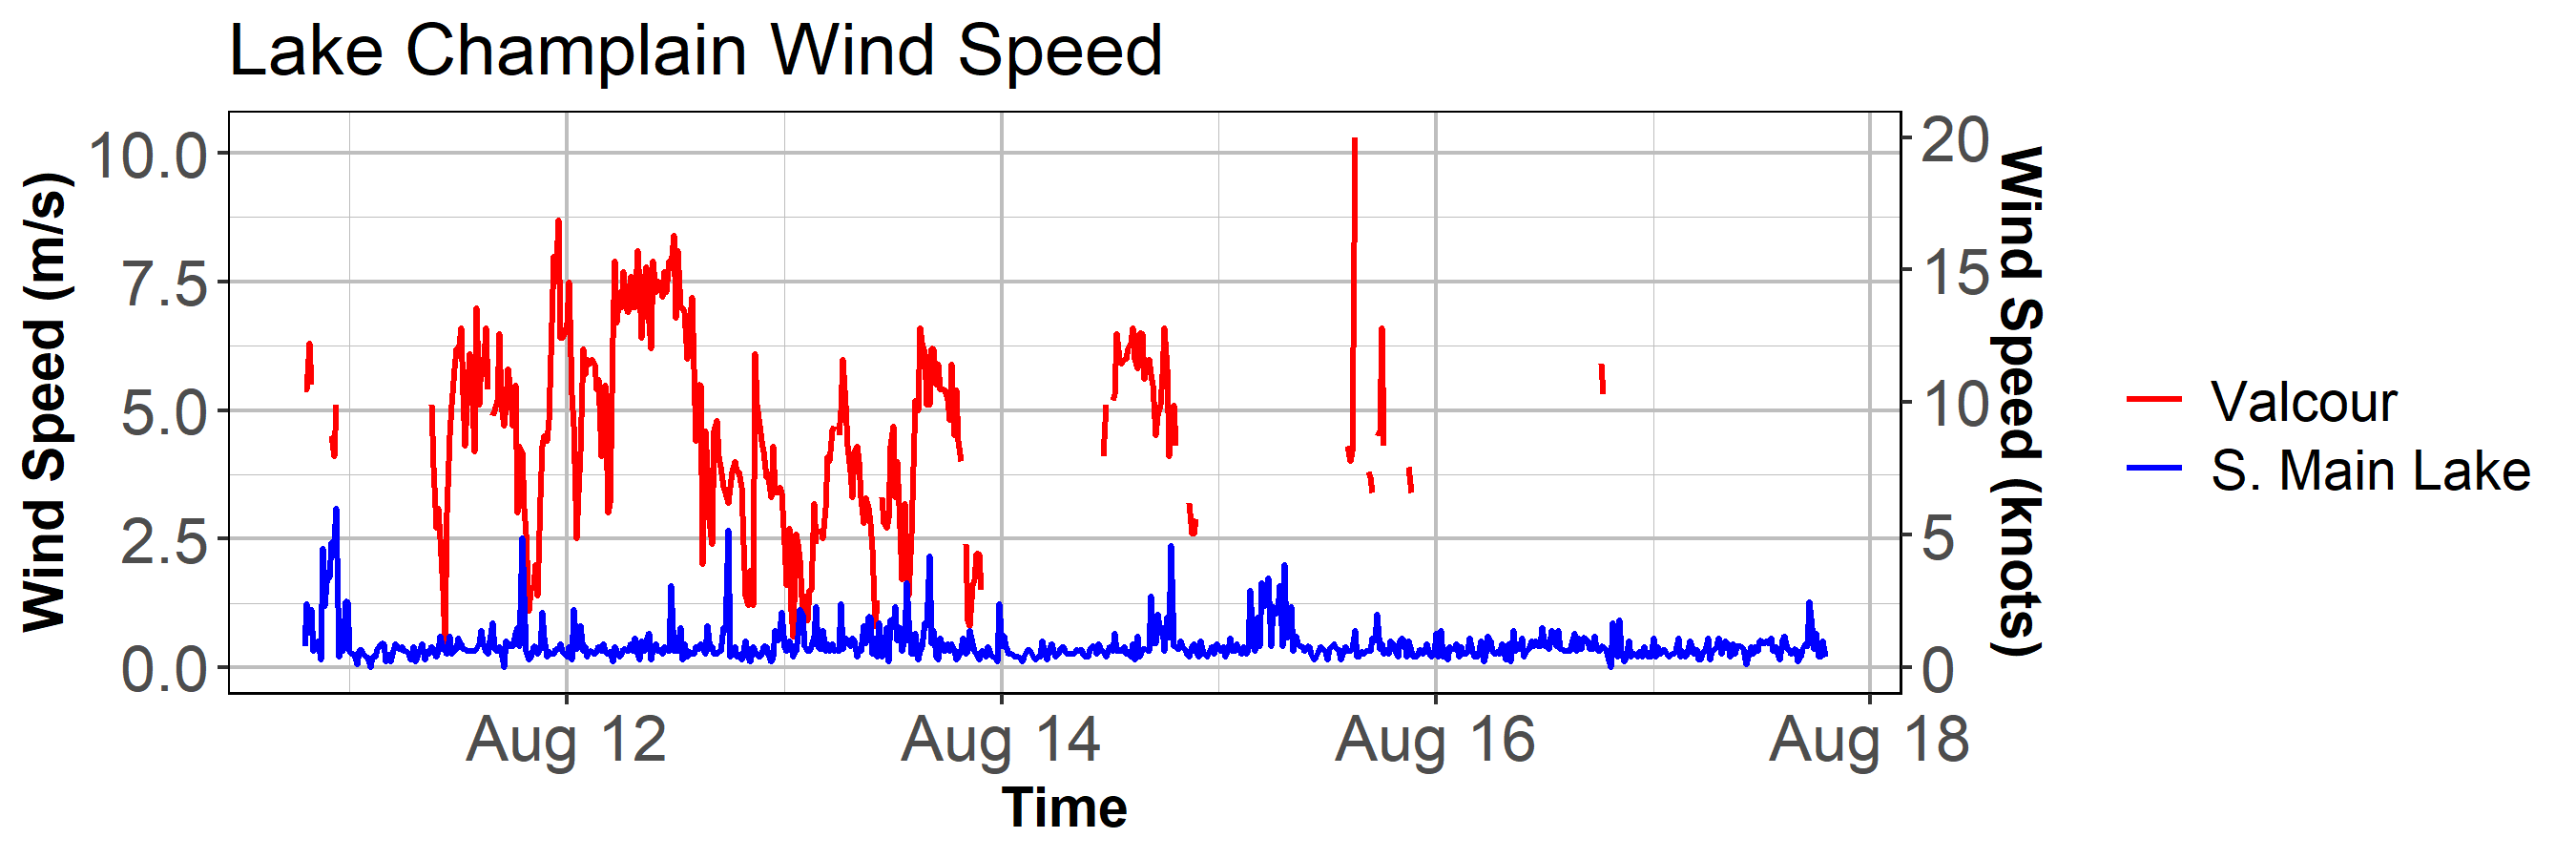 Lake Champlain Wind Speed
Wind Speed (m/s)
10.0
7.5
5.0
2.5
0.0
20
15
10
5
0
Wind Speed (knots)
Aug 12
Aug 14
Aug 16
Aug 18
Time
Valcour
S. Main Lake